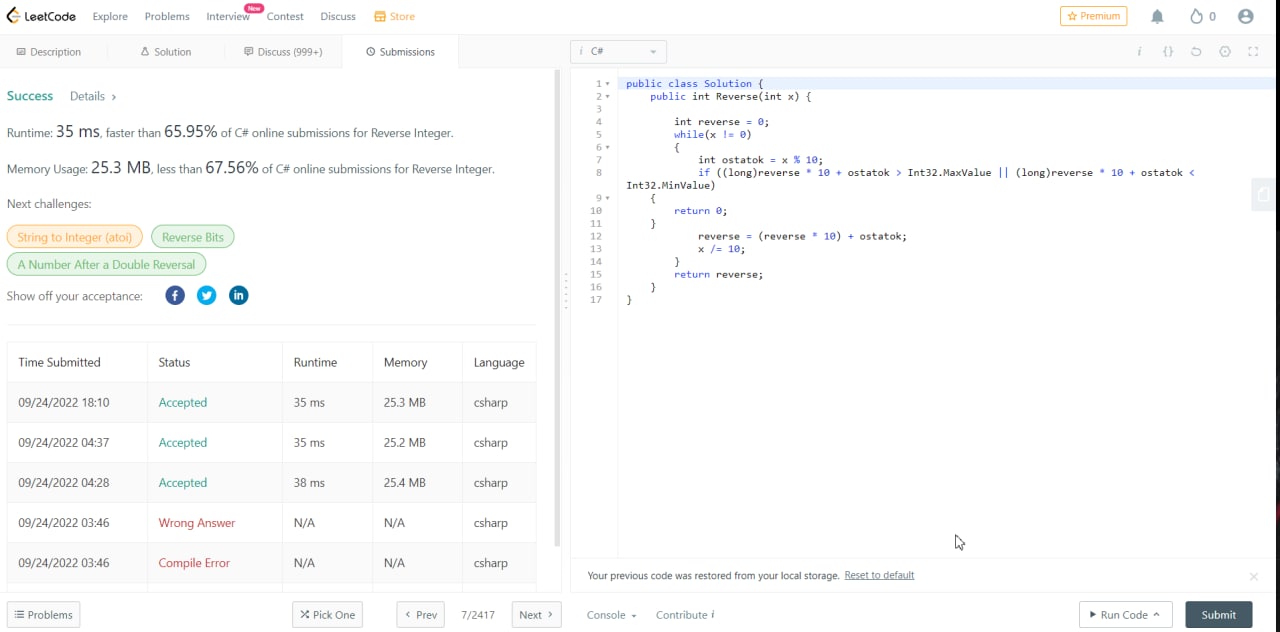 LeetCode Explore Problems Interview New Contest Discuss Store Premium 0
Description Solution Discuss (999+) Submissions
i C#
Success Details ›
Runtime: 35 ms, faster than 65.95% of C# online submissions for Reverse Integer.
Memory Usage: 25.3 MB, less than 67.56% of C# online submissions for Reverse Integer.
Next challenges:
String to Integer (atoi) Reverse Bits
A Number After a Double Reversal
Show off your acceptance:
Time Submitted Status Runtime Memory Language
09/24/2022 18:10 Accepted 35 ms 25.3 MB csharp
09/24/2022 04:37 Accepted 35 ms 25.2 MB csharp
09/24/2022 04:28 Accepted 38 ms 25.4 MB csharp
09/24/2022 03:46 Wrong Answer N/A N/A csharp
09/24/2022 03:46 Compile Error N/A N/A csharp
Problems Pick One ‹ Prev 7/2417 Next ›
i {}
1 public class Solution {
2 public int Reverse(int x) {
3
4 int reverse = 0;
5 while(x != 0)
6 {
7 int ostatok = x % 10;
8 if ((long)reverse * 10 + ostatok > Int32.MaxValue || (long)reverse * 10 + ostatok <
Int32.MinValue)
9 {
10 return 0;
11 }
12 reverse = (reverse * 10) + ostatok;
13 x /= 10;
14 }
15 return reverse;
16 }
17 }
Your previous code was restored from your local storage. Reset to default
Console Contribute i Run Code Submit